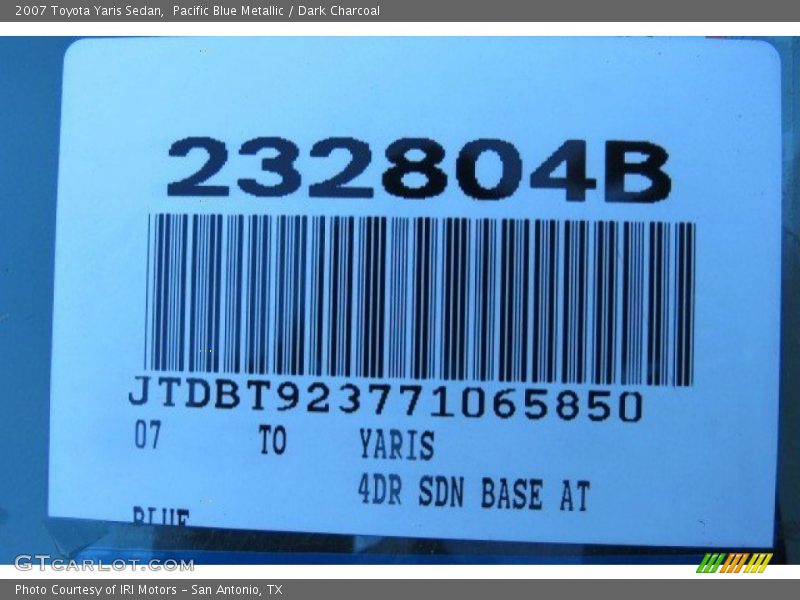 2007 Toyota Yaris Sedan, Pacific Blue Metallic / Dark Charcoal
232804B
JTDBT923771065850
07 TO YARIS
4DR SDN BASE AT
BLUE
GTCARLOT.COM
Photo Courtesy of IRI Motors - San Antonio, TX